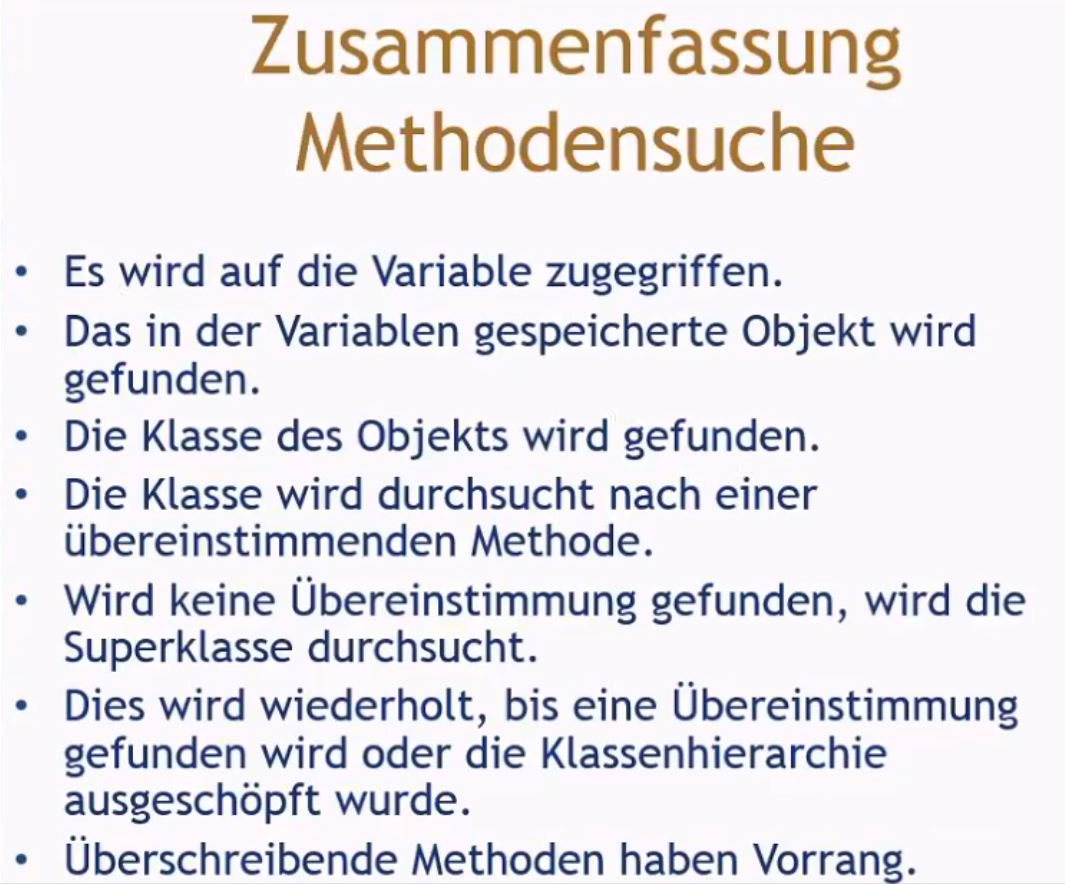 Zusammenfassung
Methodensuche
• Es wird auf die Variable zugegriffen.
• Das in der Variablen gespeicherte Objekt wird
gefunden.
• Die Klasse des Objekts wird gefunden.
• Die Klasse wird durchsucht nach einer
übereinstimmenden Methode.
• Wird keine Übereinstimmung gefunden, wird die
Superklasse durchsucht.
• Dies wird wiederholt, bis eine Übereinstimmung
gefunden wird oder die Klassenhierarchie
ausgeschöpft wurde.
• Überschreibende Methoden haben Vorrang.